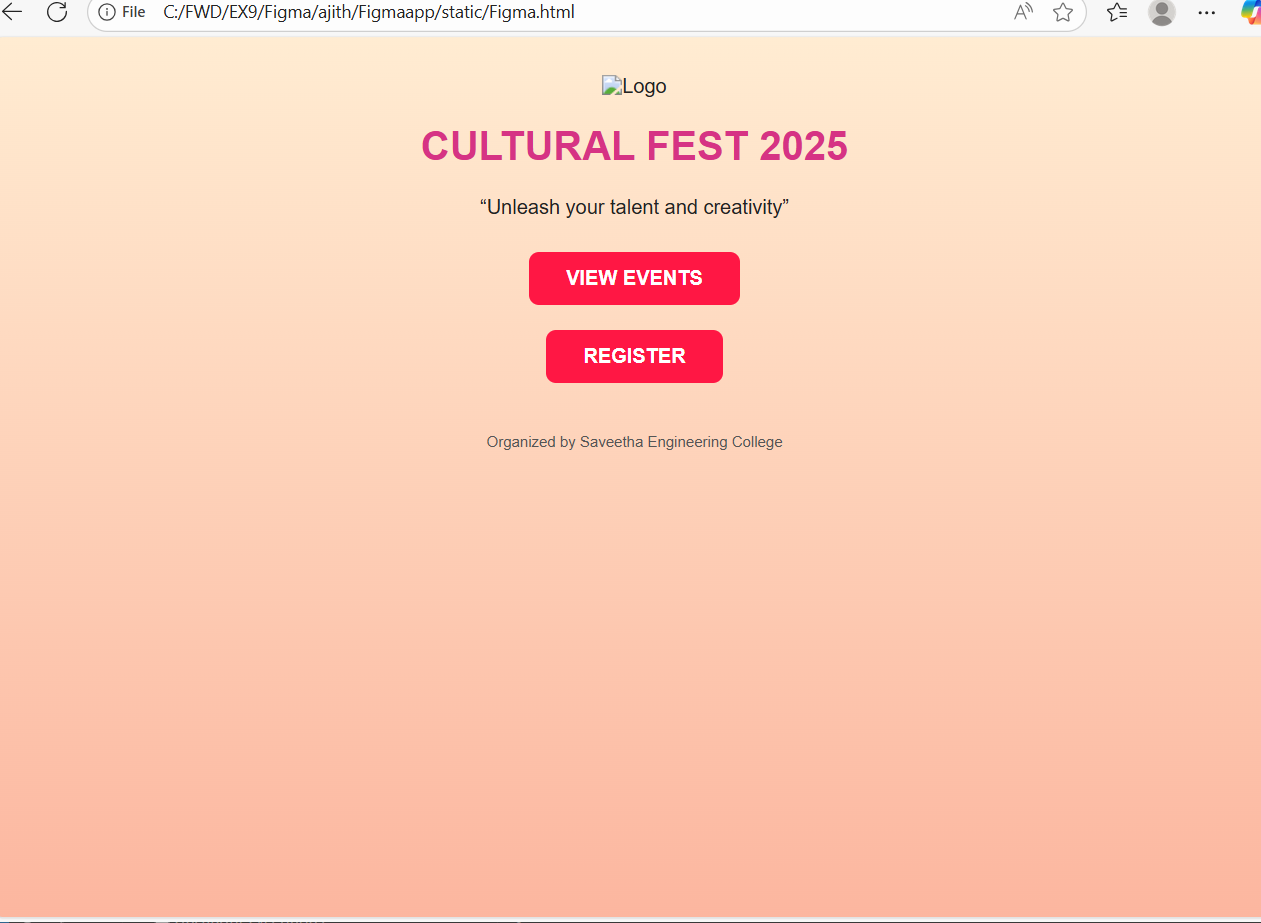 File C:/FWD/EX9/Figma/ajith/Figmaapp/static/Figma.html
Logo
CULTURAL FEST 2025
“Unleash your talent and creativity”
VIEW EVENTS
REGISTER
Organized by Saveetha Engineering College